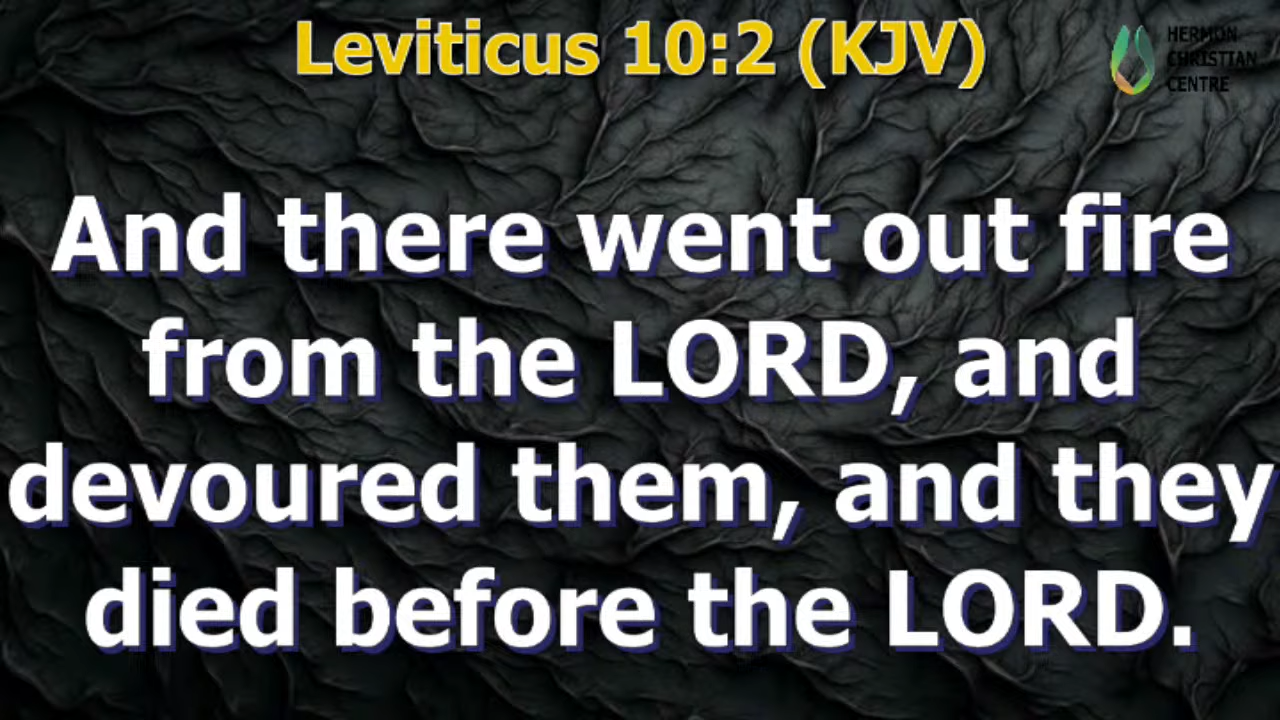 Leviticus 10:2 (KJV)
HERMON
CHRISTIAN
CENTRE
And there went out fire
from the LORD, and
devoured them, and they
died before the LORD.